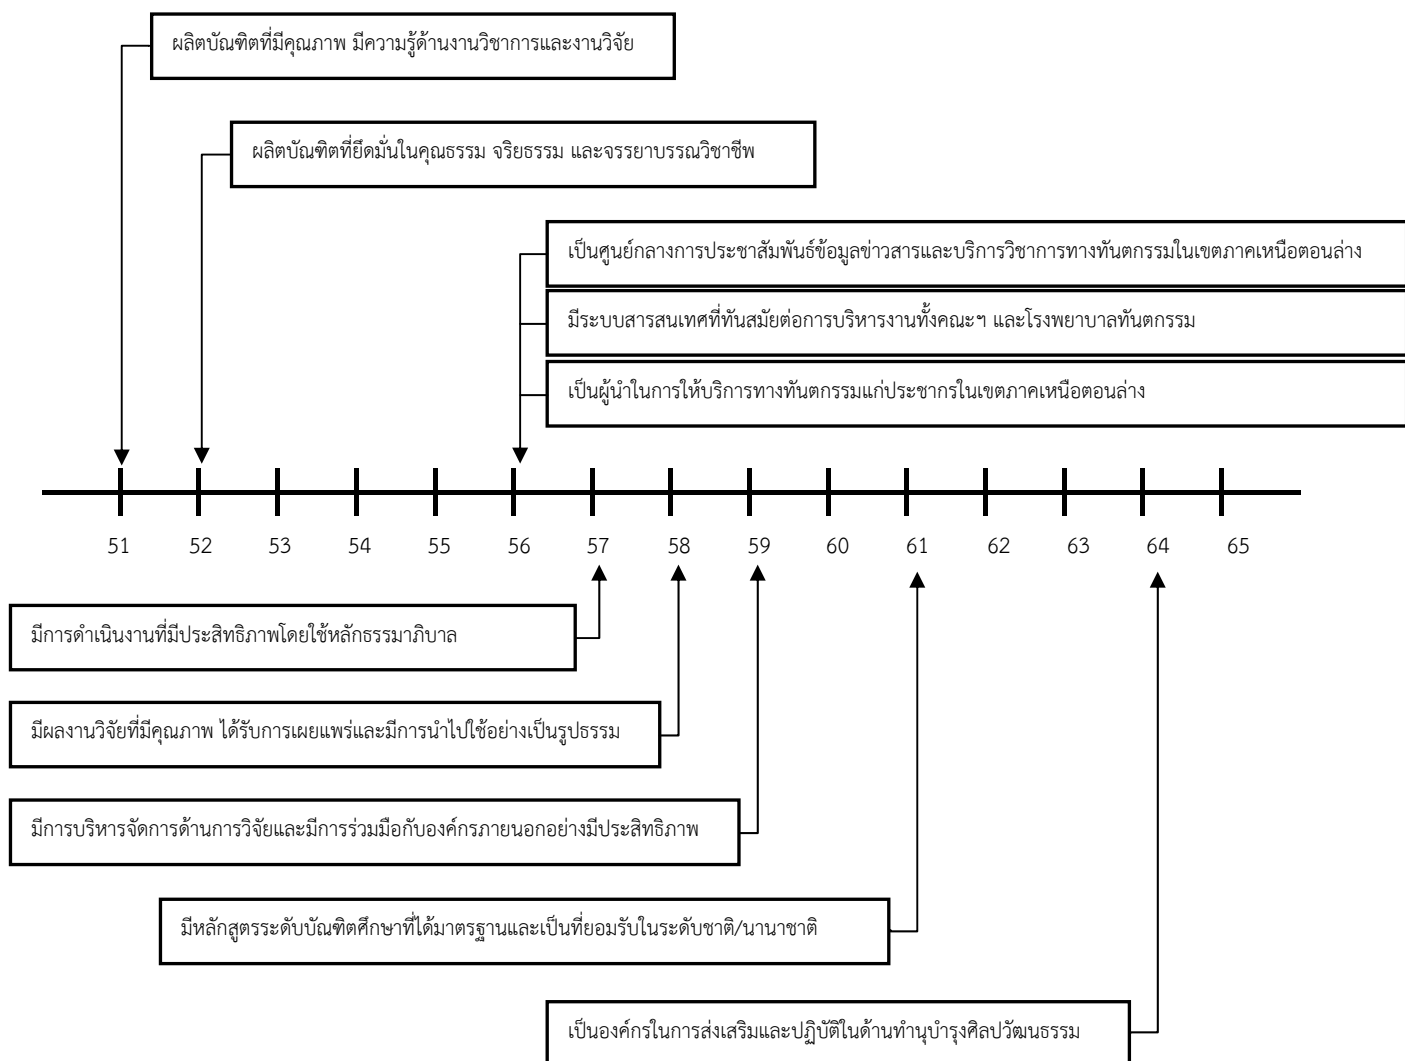 ผลิตบัณฑิตที่มีคุณภาพ มีความรู้ด้านงานวิชาการและงานวิจัย
ผลิตบัณฑิตที่ยึดมั่นในคุณธรรม จริยธรรม และจรรยาบรรณวิชาชีพ
เป็นศูนย์กลางการประชาสัมพันธ์ข้อมูลข่าวสารและบริการวิชาการทางทันตกรรมในเขตภาคเหนือตอนล่าง
มีระบบสารสนเทศที่ทันสมัยต่อการบริหารงานทั้งคณะฯ และโรงพยาบาลทันตกรรม
เป็นผู้นำในการให้บริการทางทันตกรรมแก่ประชากรในเขตภาคเหนือตอนล่าง
51 52 53 54 55 56 57 58 59 60 61 62 63 64 65
มีการดำเนินงานที่มีประสิทธิภาพโดยใช้หลักธรรมาภิบาล
มีผลงานวิจัยที่มีคุณภาพ ได้รับการเผยแพร่และมีการนำไปใช้อย่างเป็นรูปธรรม
มีการบริหารจัดการด้านการวิจัยและมีการร่วมมือกับองค์กรภายนอกอย่างมีประสิทธิภาพ
มีหลักสูตรระดับบัณฑิตศึกษาที่ได้มาตรฐานและเป็นที่ยอมรับในระดับชาติ/นานาชาติ
เป็นองค์กรในการส่งเสริมและปฏิบัติในด้านทำนุบำรุงศิลปวัฒนธรรม